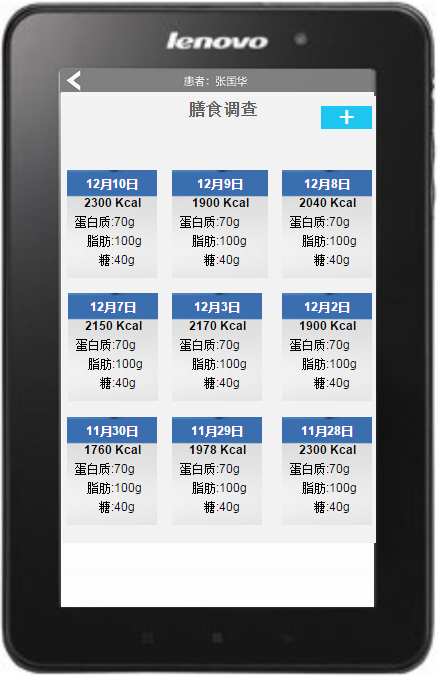 lenovo
患者：张国华
膳食调查
+
12月10日
2300 Kcal
蛋白质:70g
脂肪:100g
糖:40g
12月9日
1900 Kcal
蛋白质:70g
脂肪:100g
糖:40g
12月8日
2040 Kcal
蛋白质:70g
脂肪:100g
糖:40g
12月7日
2150 Kcal
蛋白质:70g
脂肪:100g
糖:40g
12月3日
2170 Kcal
蛋白质:70g
脂肪:100g
糖:40g
12月2日
1900 Kcal
蛋白质:70g
脂肪:100g
糖:40g
11月30日
1760 Kcal
蛋白质:70g
脂肪:100g
糖:40g
11月29日
1978 Kcal
蛋白质:70g
脂肪:100g
糖:40g
11月28日
2300 Kcal
蛋白质:70g
脂肪:100g
糖:40g